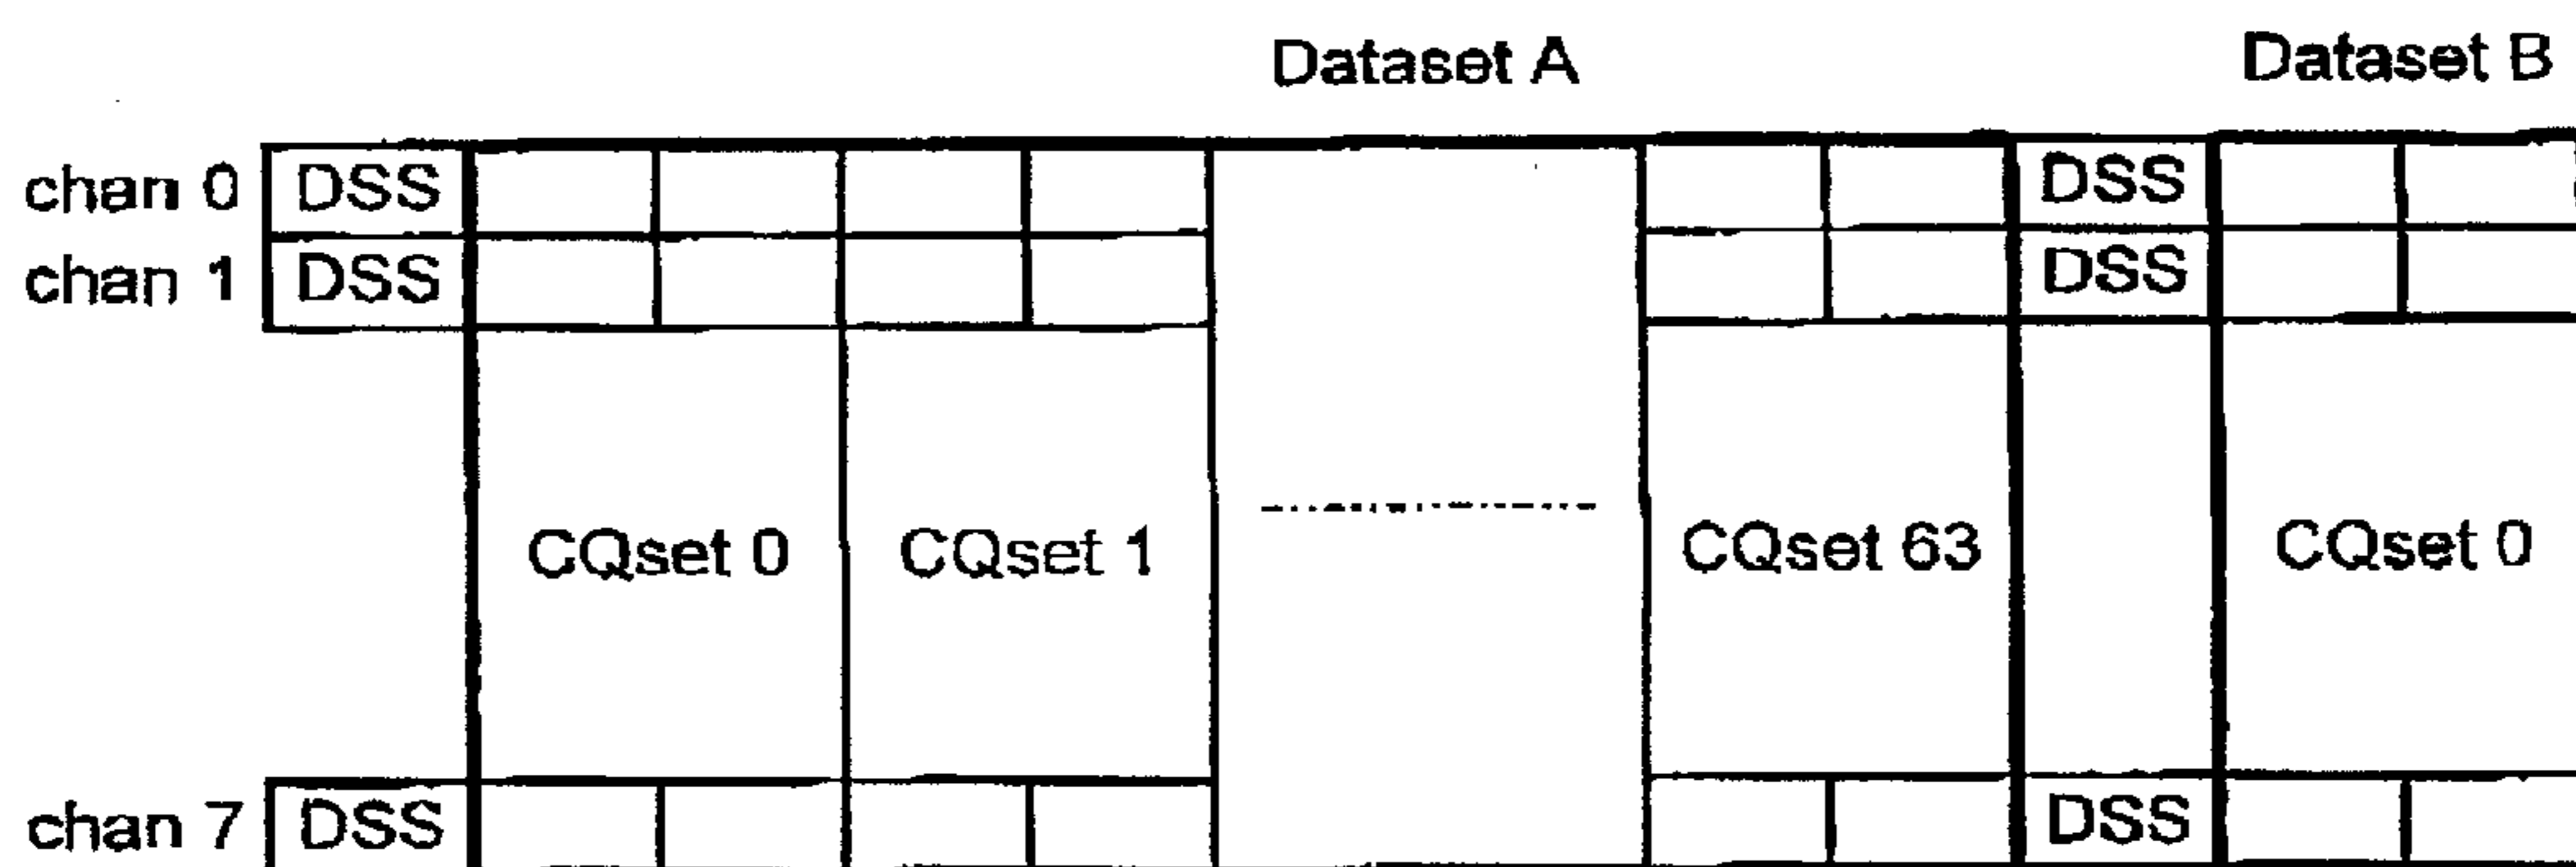 Dataset A Dataset B
chan 0 DSS DSS
chan 1 DSS DSS
CQset 0 CQset 1 CQset 63 CQset 0
chan 7 DSS DSS